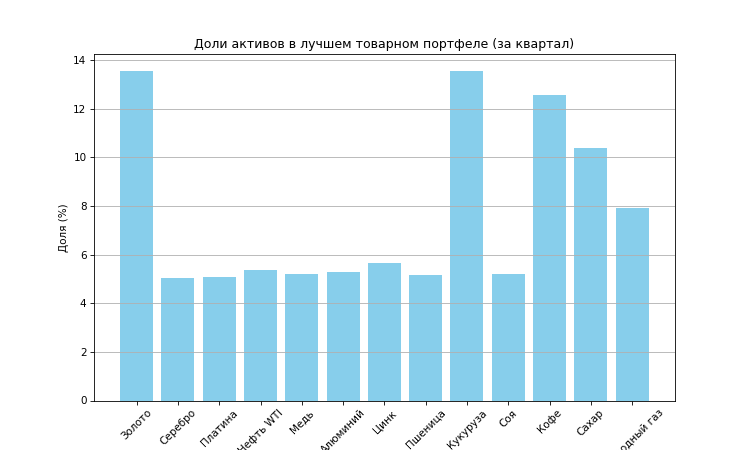 Доли активов в лучшем товарном портфеле (за квартал)
Доля (%)
14
12
10
8
6
4
2
0
Золото
Серебро
Платина
Нефть WTI
Медь
Алюминий
Цинк
Пшеница
Кукуруза
Соя
Кофе
Сахар
газ